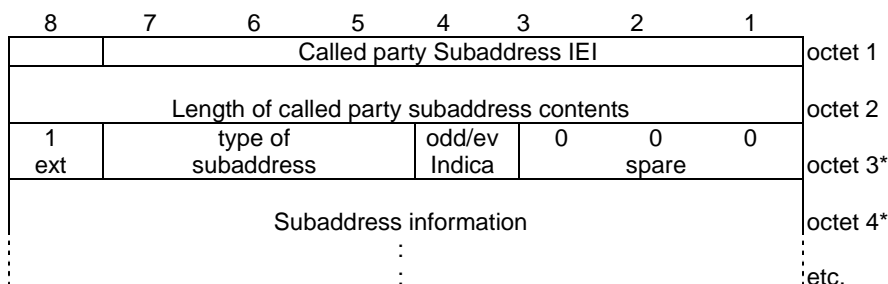 8 7 6 5 4 3 2 1
Called party Subaddress IEI octet 1
Length of called party subaddress contents octet 2
1 type of odd/ev 0 0 0
ext subaddress Indica spare octet 3*
Subaddress information octet 4*
:
: etc.